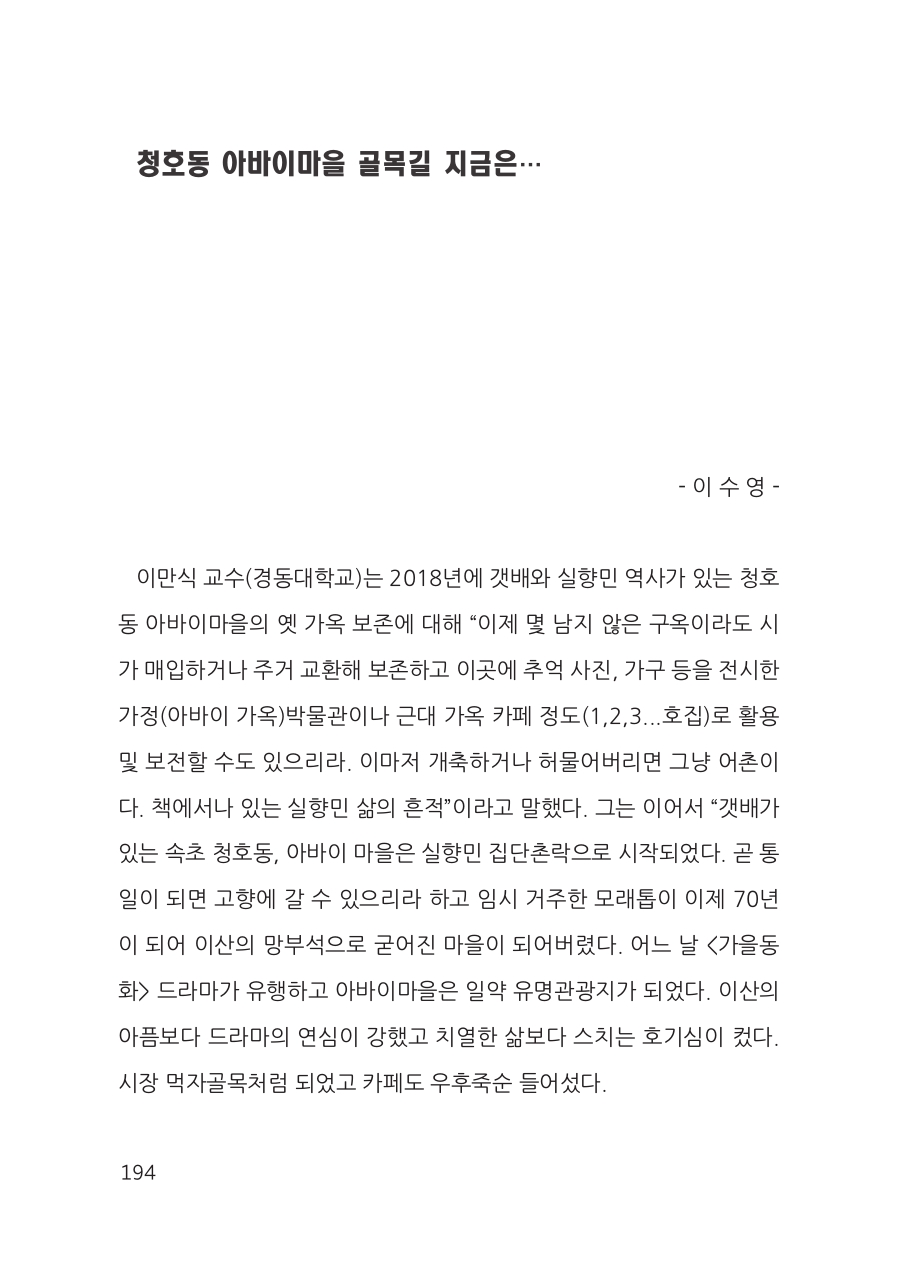 청호동 아바이마을 골목길 지금은…
- 이 수 영 -
이만식 교수(경동대학교)는 2018년에 갯배와 실향민 역사가 있는 청호
동 아바이마을의 옛 가옥 보존에 대해 “이제 몇 남지 않은 구옥이라도 시
가 매입하거나 주거 교환해 보존하고 이곳에 추억 사진, 가구 등을 전시한
가정(아바이 가옥)박물관이나 근대 가옥 카페 정도(1,2,3...호집)로 활용
및 보전할 수도 있으리라. 이마저 개축하거나 허물어버리면 그냥 어촌이
다. 책에서나 있는 실향민 삶의 흔적”이라고 말했다. 그는 이어서 “갯배가
있는 속초 청호동, 아바이 마을은 실향민 집단촌락으로 시작되었다. 곧 통
일이 되면 고향에 갈 수 있으리라 하고 임시 거주한 모래톱이 이제 70년
이 되어 이산의 망부석으로 굳어진 마을이 되어버렸다. 어느 날 <가을동
화> 드라마가 유행하고 아바이마을은 일약 유명관광지가 되었다. 이산의
아픔보다 드라마의 연심이 강했고 치열한 삶보다 스치는 호기심이 컸다.
시장 먹자골목처럼 되었고 카페도 우후죽순 들어섰다.
194